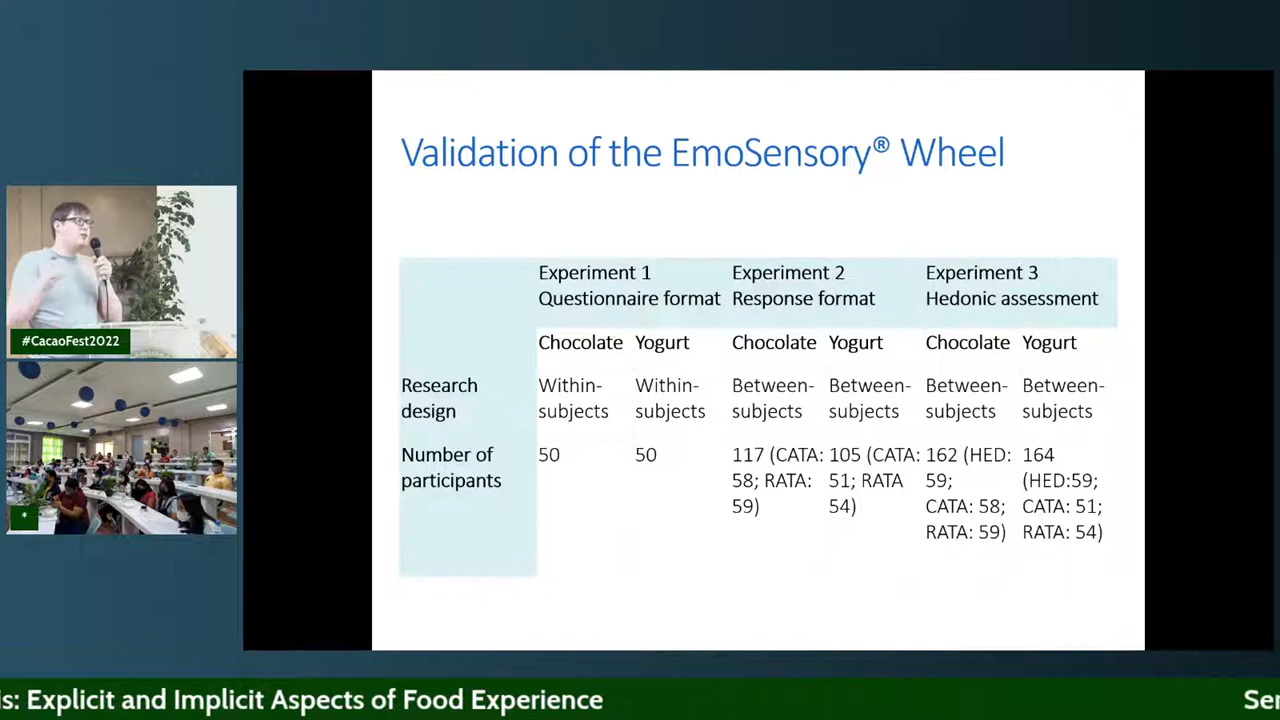 Validation of the EmoSensory® Wheel
Experiment 1
Questionnaire format
Experiment 2
Response format
Experiment 3
Hedonic assessment
Chocolate
Yogurt
Chocolate
Yogurt
Chocolate
Yogurt
Research
design
Within-
subjects
Within-
subjects
Between-
subjects
Between-
subjects
Between-
subjects
Between-
subjects
Number of
participants
50
50
117 (CATA:
58; RATA:
59)
105 (CATA:
51; RATA
54)
162 (HED:
59;
CATA: 58;
RATA: 59)
164
(HED:59;
CATA: 51;
RATA: 54)
#CacaoFest2022
*
is: Explicit and Implicit Aspects of Food Experience
Sen